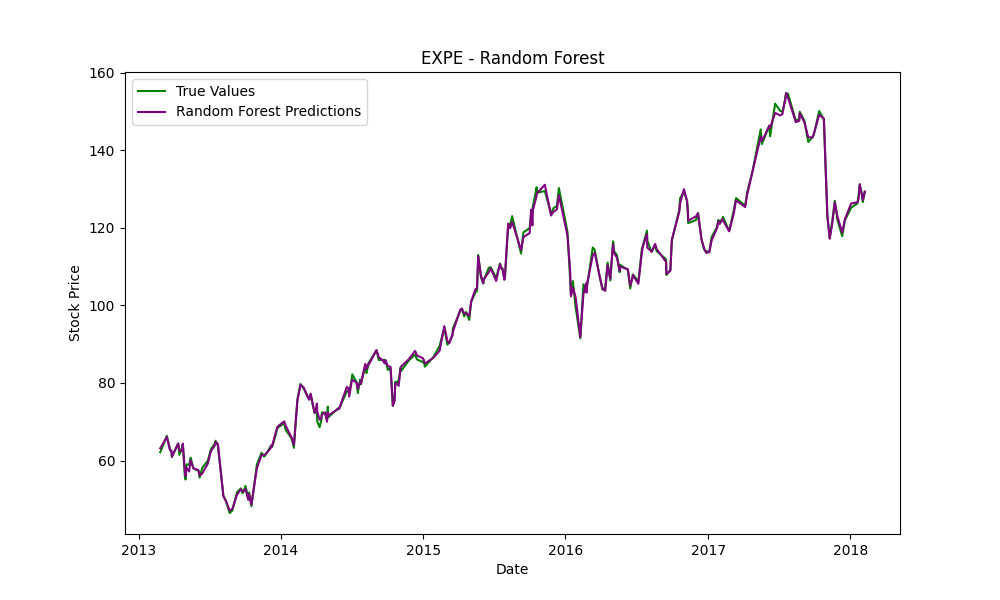 EXPE - Random Forest
True Values
Random Forest Predictions
Stock Price
160
140
120
100
80
60
2013 2014 2015 2016 2017 2018
Date